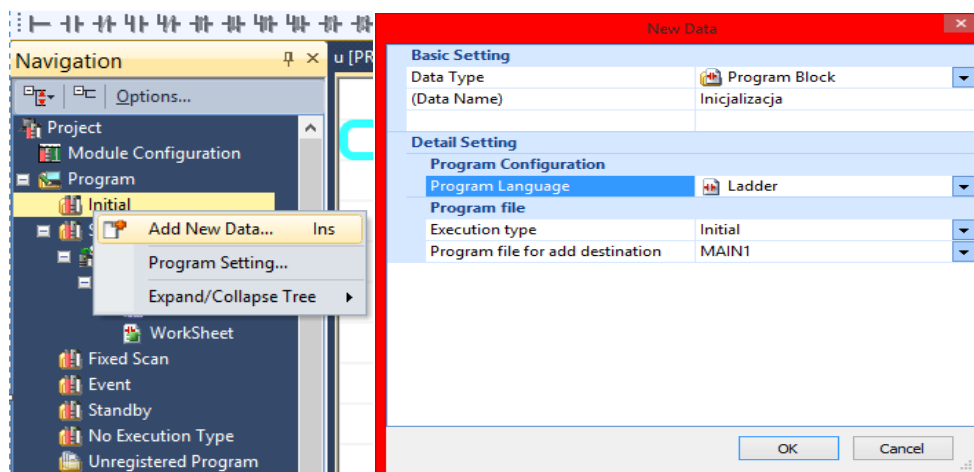 Navigation
Options...
Project
Module Configuration
Program
Initial
Add New Data... Ins
Program Setting...
Expand/Collapse Tree
WorkSheet
Fixed Scan
Event
Standby
No Execution Type
Unregistered Program
u [PR
New Data
Basic Setting
Data Type Program Block
(Data Name) Inicjalizacja
Detail Setting
Program Configuration
Program Language Ladder
Program file
Execution type Initial
Program file for add destination MAIN1
OK Cancel